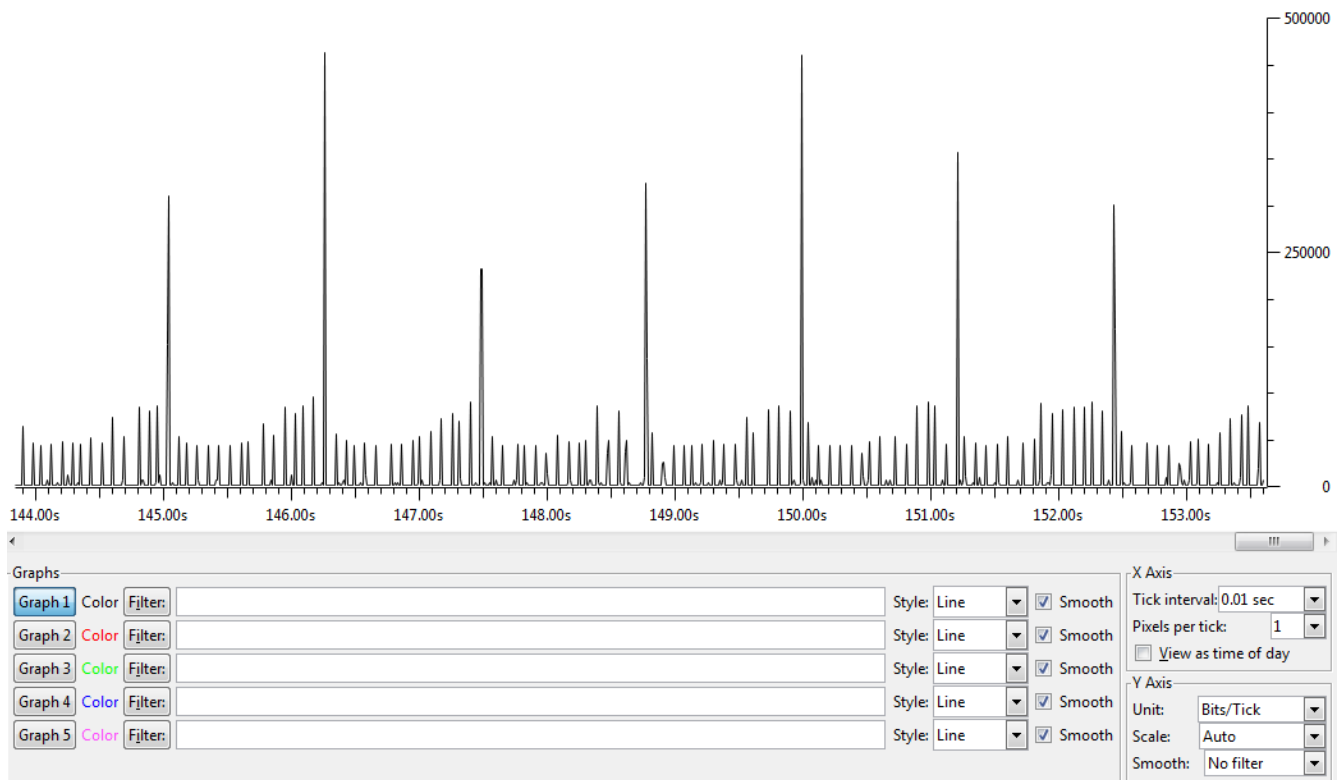 500000
250000
0
144.00s 145.00s 146.00s 147.00s 148.00s 149.00s 150.00s 151.00s 152.00s 153.00s
Graphs
Graph 1 Color Filter: Style: Line Smooth
Graph 2 Color Filter: Style: Line Smooth
Graph 3 Color Filter: Style: Line Smooth
Graph 4 Color Filter: Style: Line Smooth
Graph 5 Color Filter: Style: Line Smooth
X Axis
Tick interval: 0.01 sec
Pixels per tick: 1
View as time of day
Y Axis
Unit: Bits/Tick
Scale: Auto
Smooth: No filter